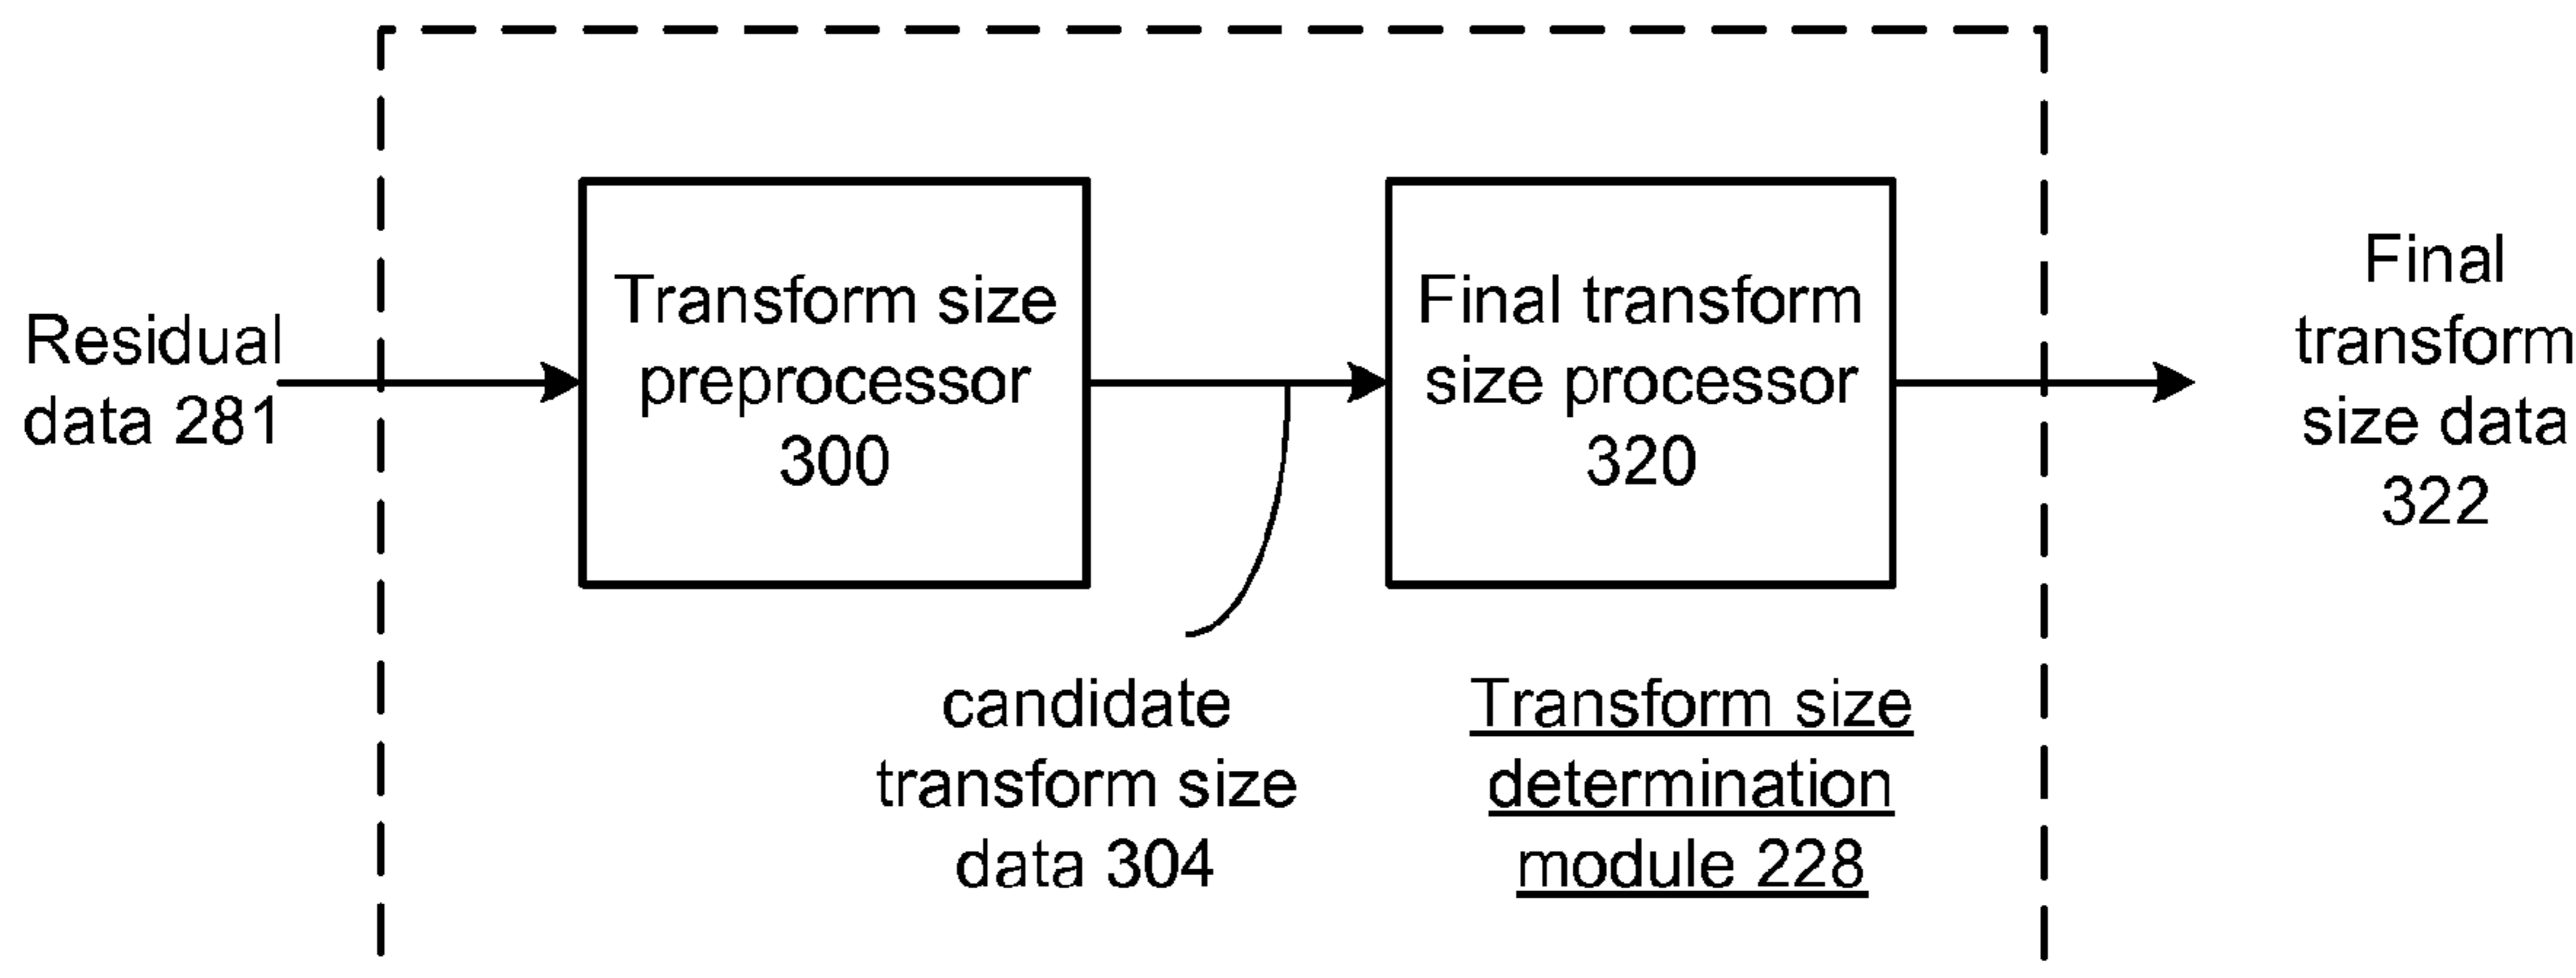 Residual
data 281
Transform size
preprocessor
300
Final transform
size processor
320
Final
transform
size data
322
candidate
transform size
data 304
Transform size
determination
module 228